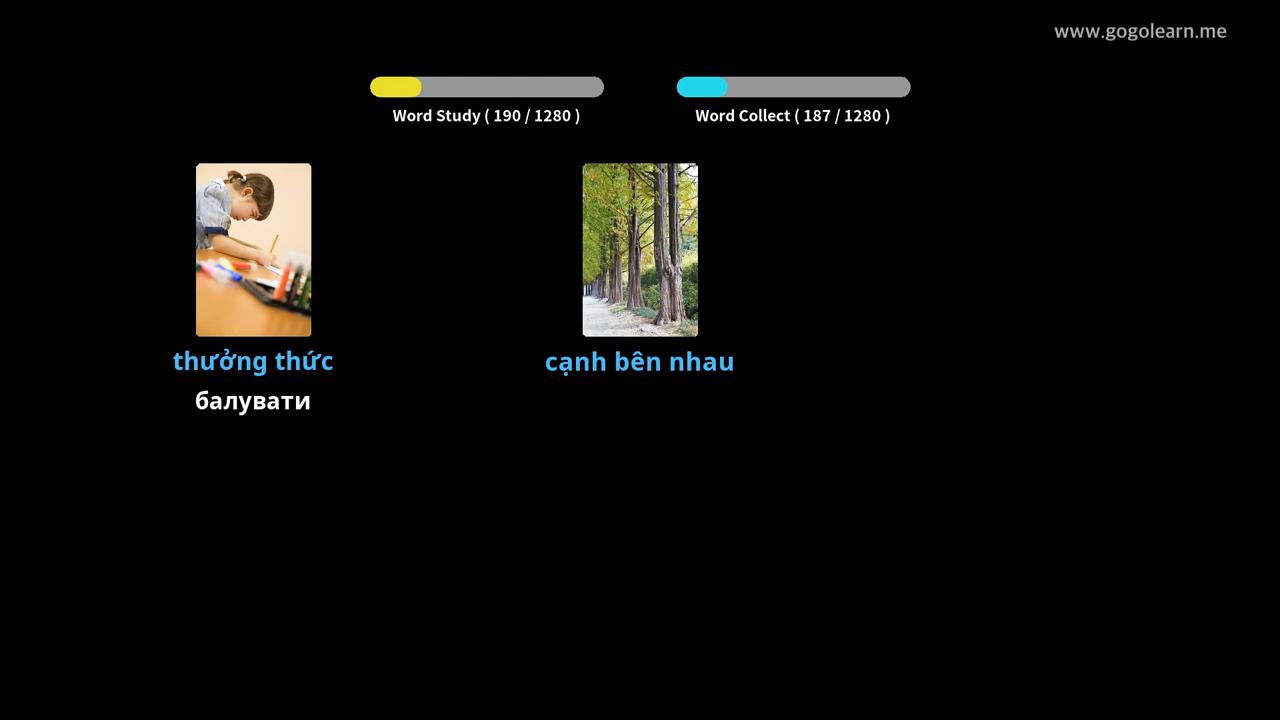 www.gogolearn.me
Word Study ( 190 / 1280 )
Word Collect ( 187 / 1280 )
thưởng thức
cạnh bên nhau
балувати